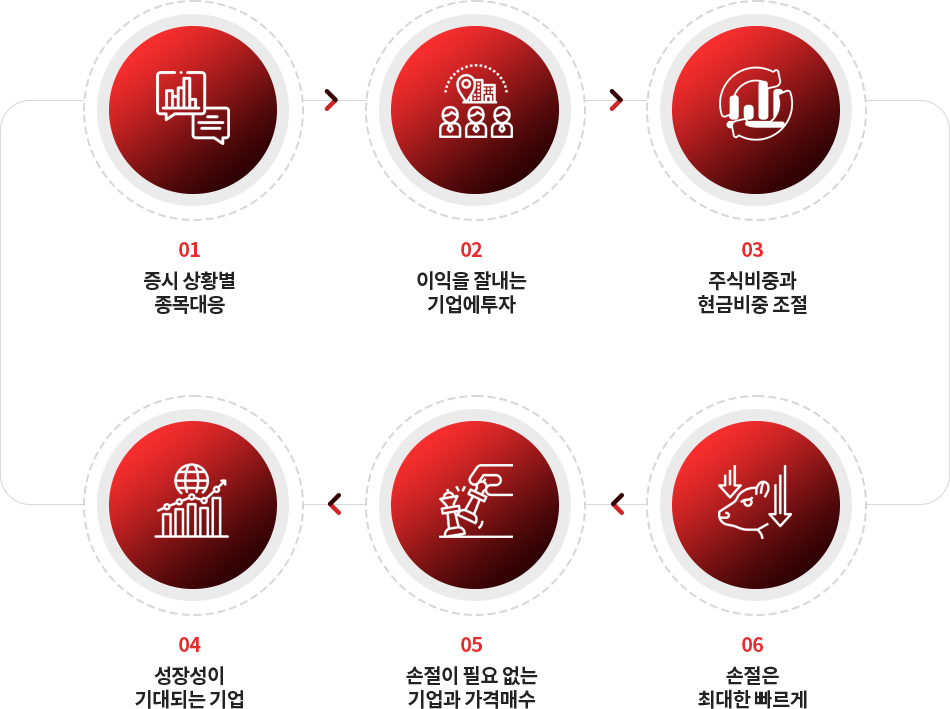 01
증시 상황별
종목대응
02
이익을 잘내는
기업에투자
03
주식비중과
현금비중 조절
04
성장성이
기대되는 기업
05
손절이 필요 없는
기업과 가격매수
06
손절은
최대한 빠르게